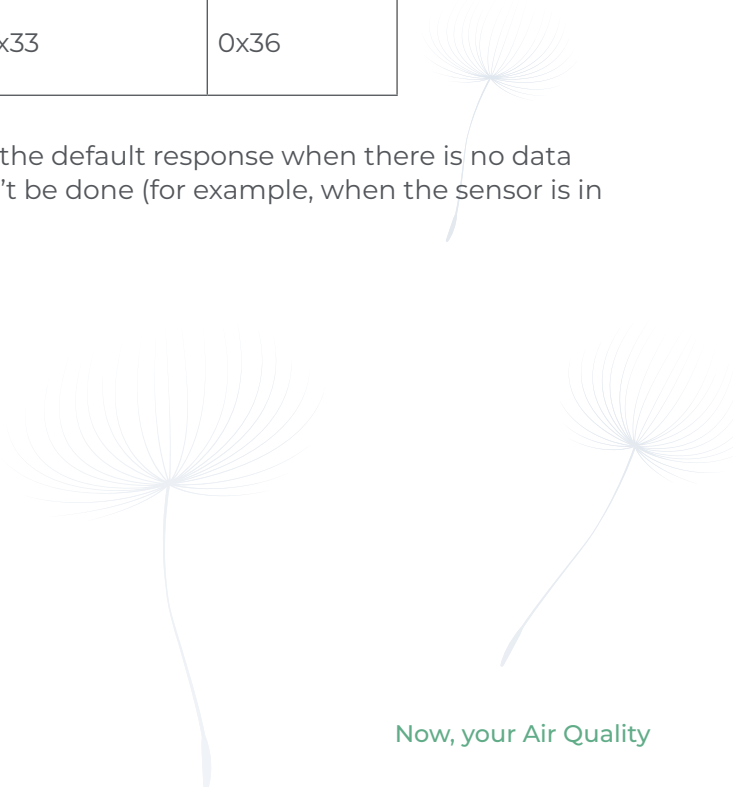 x33 0x36
the default response when there is no data
’t be done (for example, when the sensor is in
Now, your Air Quality